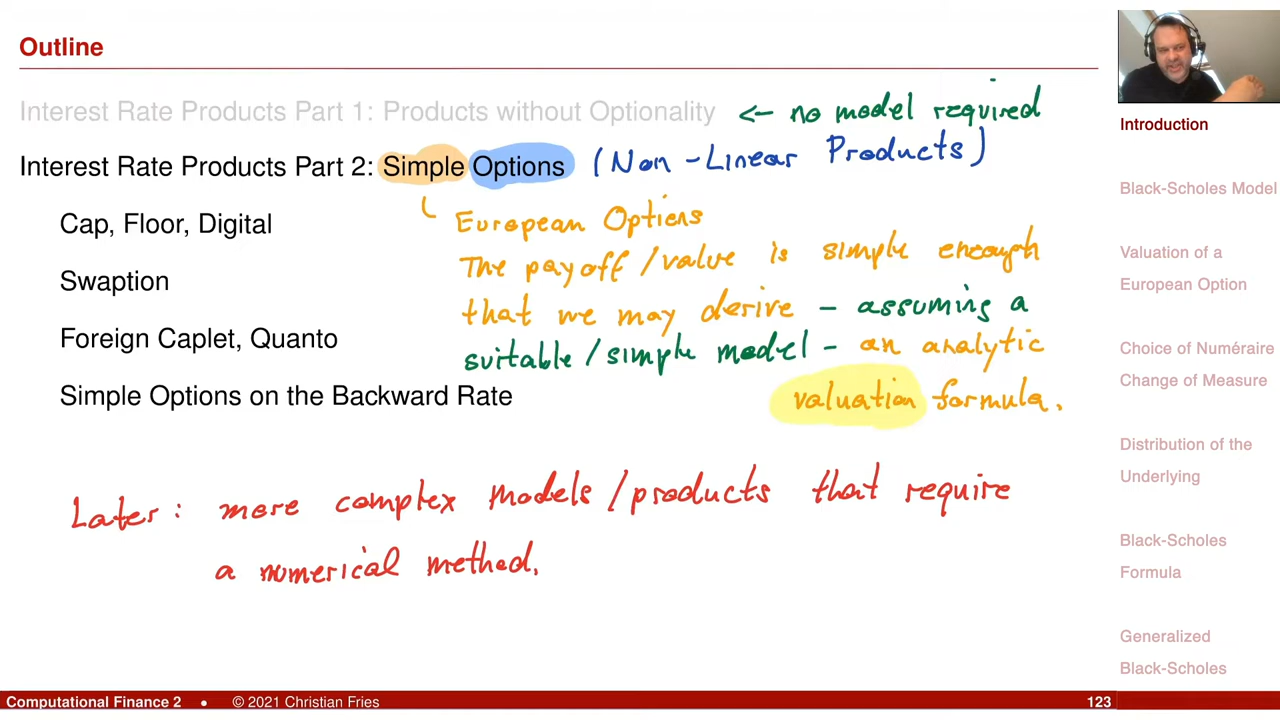 Outline
Interest Rate Products Part 1: Products without Optionality <- no model required
Interest Rate Products Part 2: Simple Options (Non-Linear Products)
Cap, Floor, Digital
European Options
The payoff/value is simple enough
Swaption
that we may derive – assuming a
Foreign Caplet, Quanto
suitable/simple model – an analytic
Simple Options on the Backward Rate
valuation formula.
Later: more complex models/products that require
a numerical method.
Introduction
Black-Scholes Model
Valuation of a
European Option
Choice of Numéraire
Change of Measure
Distribution of the
Underlying
Black-Scholes
Formula
Generalized
Black-Scholes
Computational Finance 2 • © 2021 Christian Fries 123